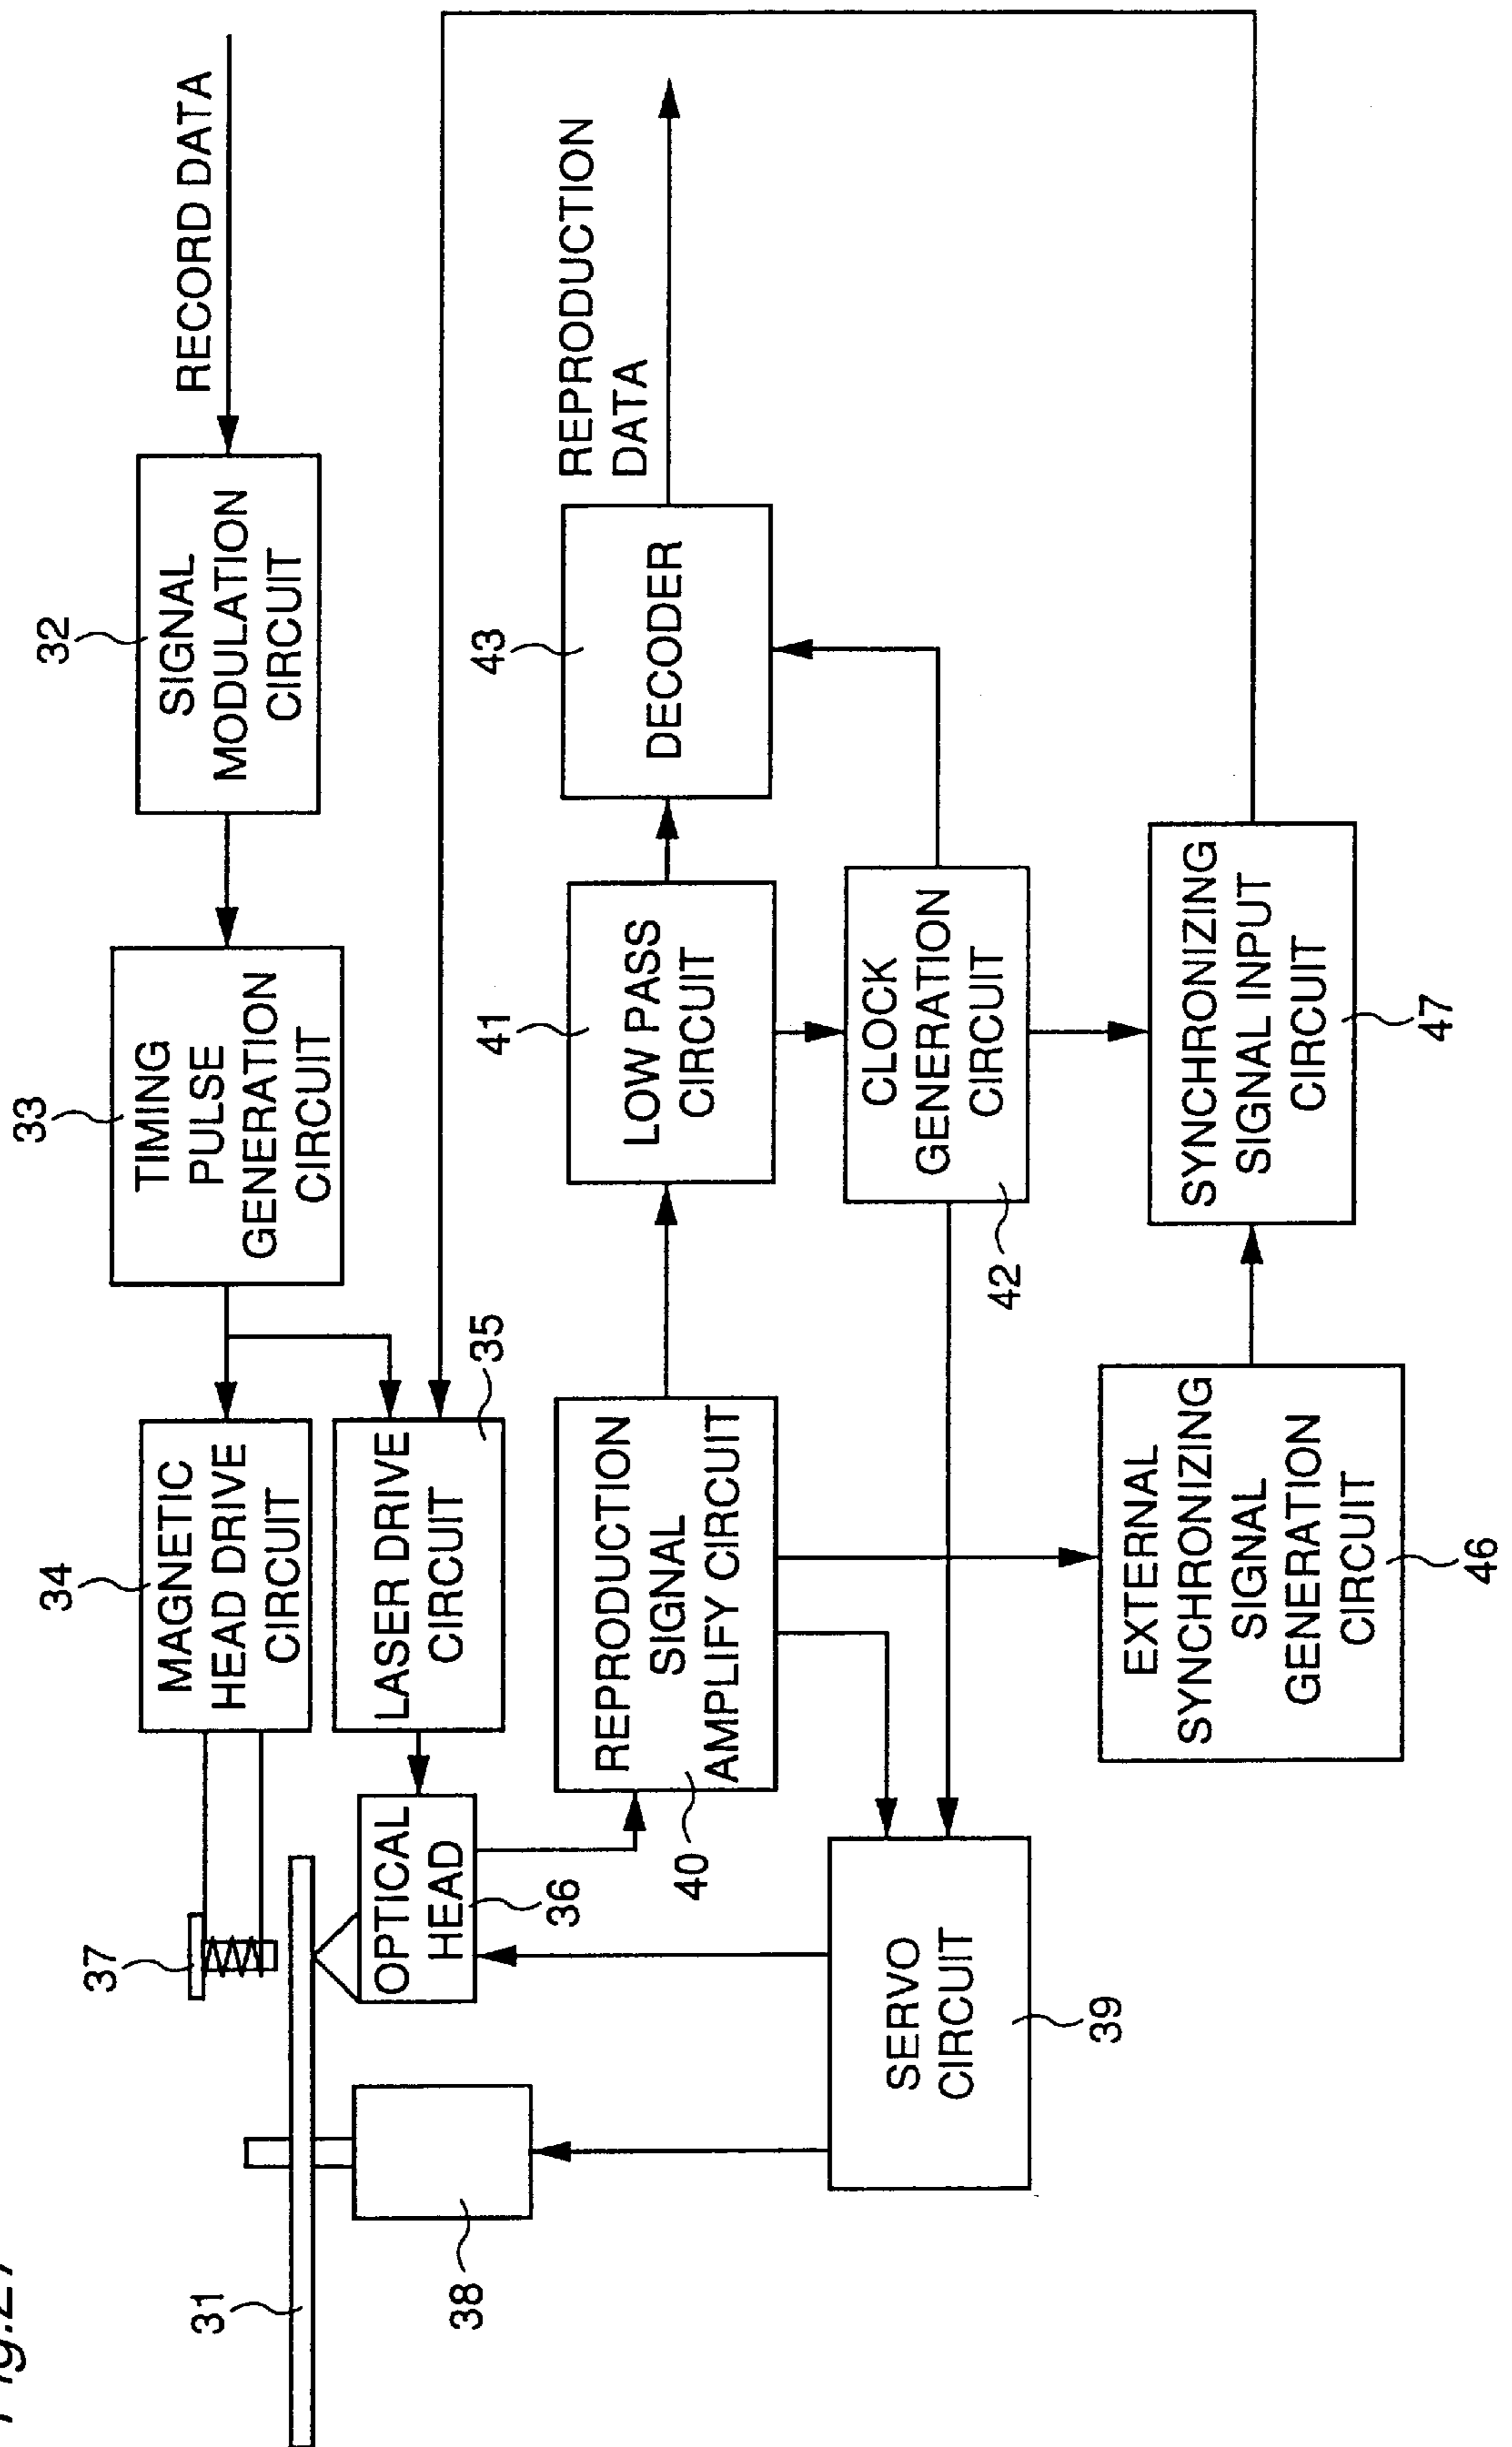 Fig.27
RECORD DATA
32
SIGNAL
MODULATION
CIRCUIT
33
TIMING
PULSE
GENERATION
CIRCUIT
34
MAGNETIC
HEAD DRIVE
CIRCUIT
35
LASER DRIVE
CIRCUIT
37
OPTICAL
HEAD
36
31
38
REPRODUCTION
DATA
43
DECODER
41
LOW PASS
CIRCUIT
REPRODUCTION
SIGNAL
AMPLIFY CIRCUIT
40
CLOCK
GENERATION
CIRCUIT
42
SERVO
CIRCUIT
39
SYNCHRONIZING
SIGNAL INPUT
CIRCUIT
47
EXTERNAL
SYNCHRONIZING
SIGNAL
GENERATION
CIRCUIT
46